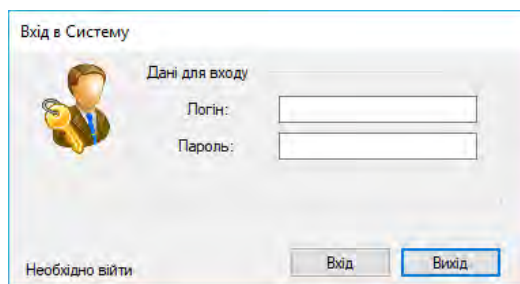 Вхід в Систему
Дані для входу
Логін:
Пароль:
Необхідно війти
Вхід
Вихід